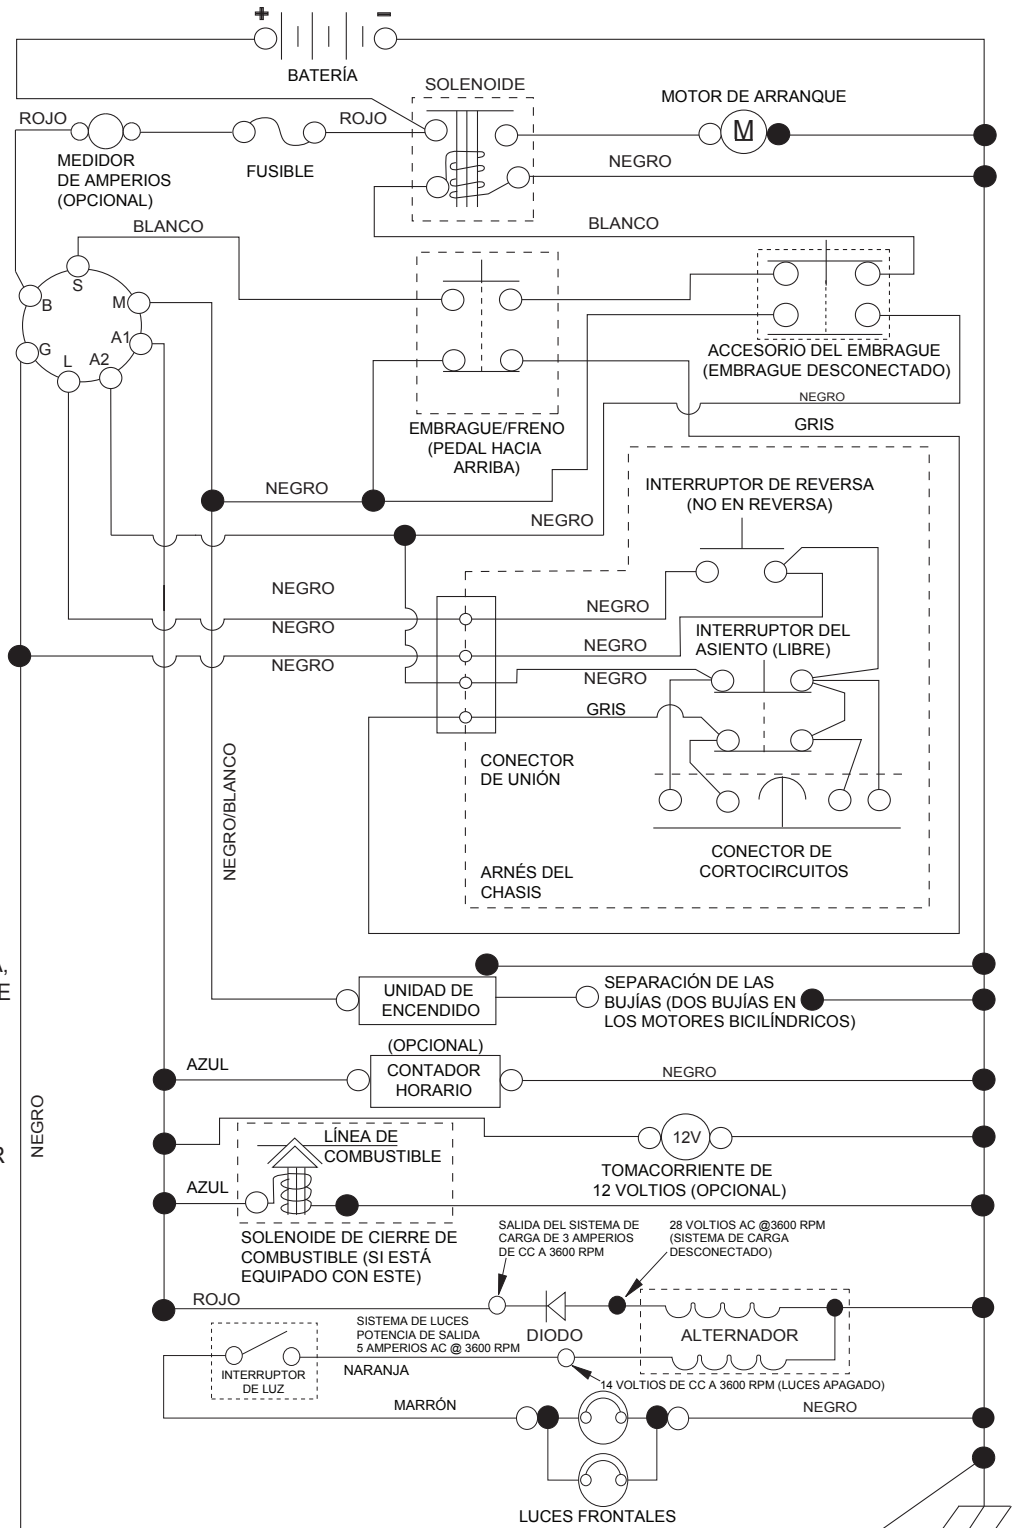 +
−
BATERÍA
SOLENOIDE
MOTOR DE ARRANQUE
ROJO
ROJO
M
NEGRO
MEDIDOR
DE AMPERIOS
(OPCIONAL)
FUSIBLE
BLANCO
BLANCO
S
B
M
A1
G
L
A2
ACCESORIO DEL EMBRAGUE
(EMBRAGUE DESCONECTADO)
NEGRO
GRIS
EMBRAGUE/FRENO
(PEDAL HACIA
ARRIBA)
NEGRO
NEGRO
INTERRUPTOR DE REVERSA
(NO EN REVERSA)
NEGRO
NEGRO
NEGRO
NEGRO
NEGRO
NEGRO
GRIS
INTERRUPTOR DEL
ASIENTO (LIBRE)
CONECTOR
DE UNIÓN
NEGRO/BLANCO
CONECTOR DE
CORTOCIRCUITOS
ARNÉS DEL
CHASIS
UNIDAD DE
ENCENDIDO
SEPARACIÓN DE LAS
BUJÍAS (DOS BUJÍAS EN
LOS MOTORES BICILÍNDRICOS)
(OPCIONAL)
AZUL
CONTADOR
HORARIO
NEGRO
NEGRO
LÍNEA DE
COMBUSTIBLE
12V
TOMACORRIENTE DE
12 VOLTIOS (OPCIONAL)
AZUL
SOLENOIDE DE CIERRE DE
COMBUSTIBLE (SI ESTÁ
EQUIPADO CON ESTE)
SALIDA DEL SISTEMA DE
CARGA DE 3 AMPERIOS
DE CC A 3600 RPM
28 VOLTIOS AC @3600 RPM
(SISTEMA DE CARGA
DESCONECTADO)
ROJO
SISTEMA DE LUCES
POTENCIA DE SALIDA
5 AMPERIOS AC @ 3600 RPM
DIODO
ALTERNADOR
INTERRUPTOR
DE LUZ
NARANJA
14 VOLTIOS DE CC A 3600 RPM (LUCES APAGADO)
MARRÓN
NEGRO
LUCES FRONTALES